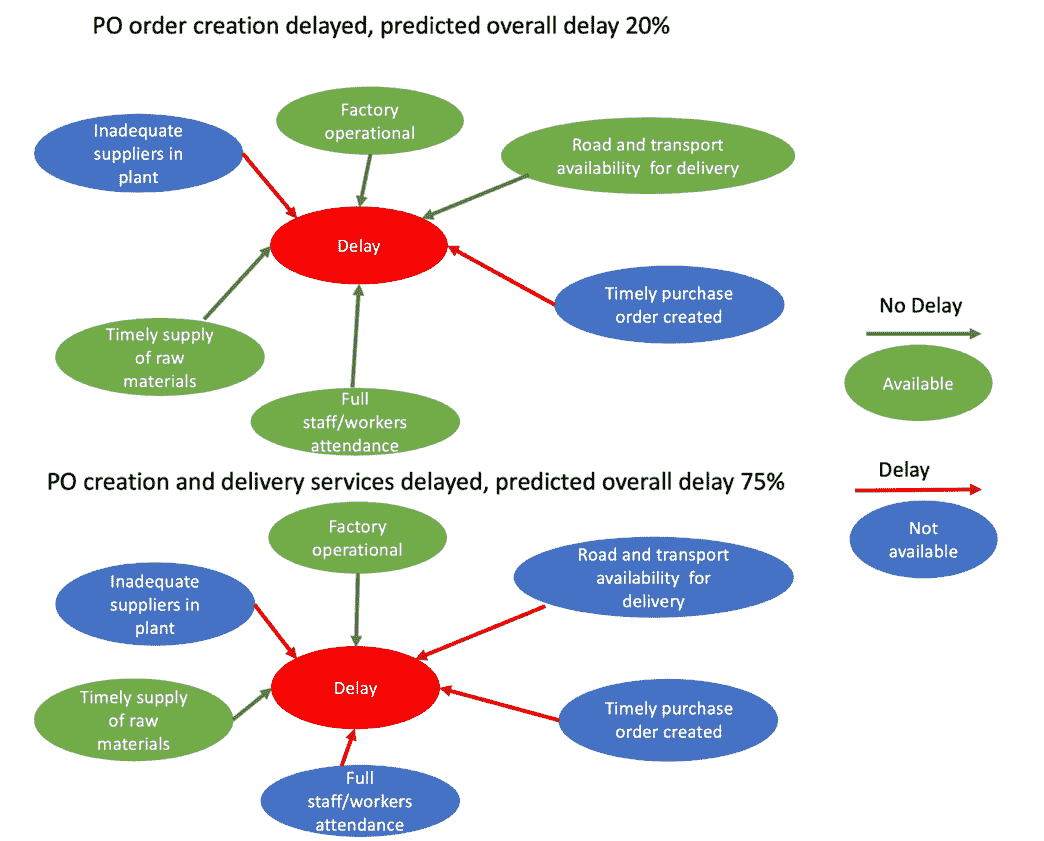 PO order creation delayed, predicted overall delay 20%
Factory
operational
Inadequate
suppliers in
plant
Road and transport
availability  for delivery
Delay
Timely purchase
order created
Timely supply
of raw
materials
Full
staff/workers
attendance
No Delay
Available
Delay
Not
available
PO creation and delivery services delayed, predicted overall delay 75%
Factory
operational
Inadequate
suppliers in
plant
Road and transport
availability  for
delivery
Delay
Timely supply
of raw
materials
Timely purchase
order created
Full
staff/workers
attendance